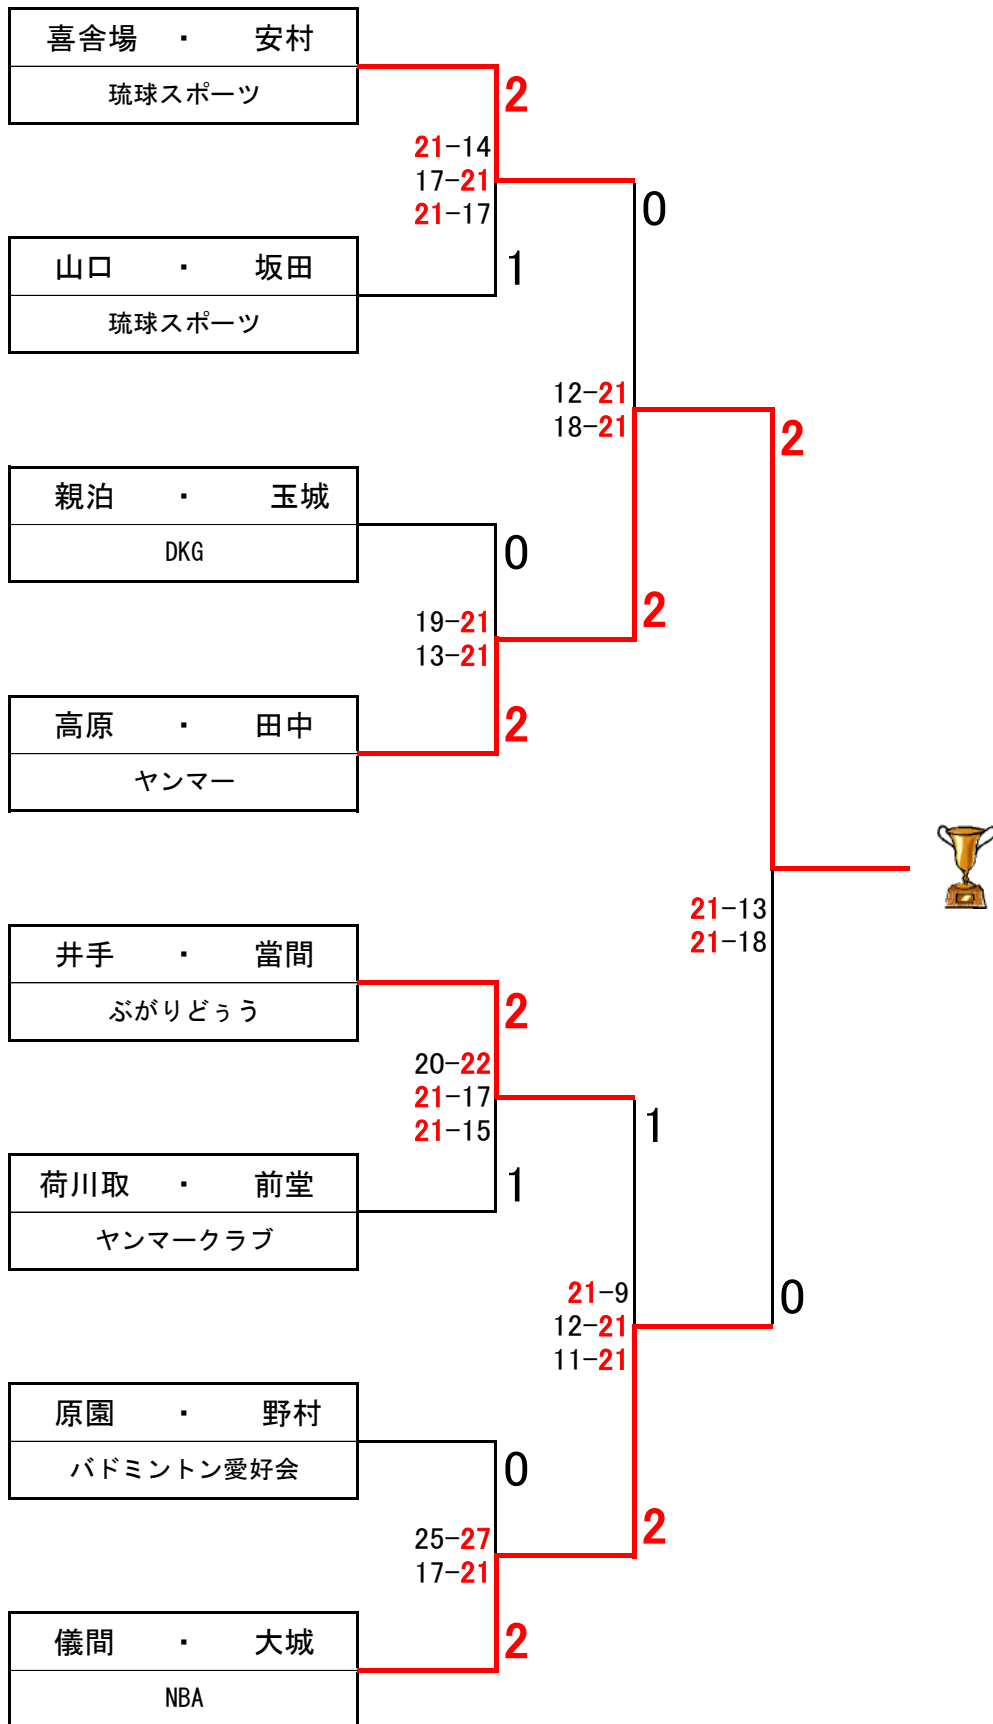 喜舎場 ・ 安村
琉球スポーツ
2
21-14
17-21
21-17
0
1
山口 ・ 坂田
琉球スポーツ
12-21
18-21
2
親泊 ・ 玉城
DKG
0
19-21
13-21
2
高原 ・ 田中
ヤンマー
2
21-13
21-18
井手 ・ 當間
ぶがりどぅう
2
20-22
21-17
21-15
1
1
荷川取 ・ 前堂
ヤンマークラブ
21-9
12-21
11-21
0
原園 ・ 野村
バドミントン愛好会
0
25-27
17-21
2
儀間 ・ 大城
NBA
2